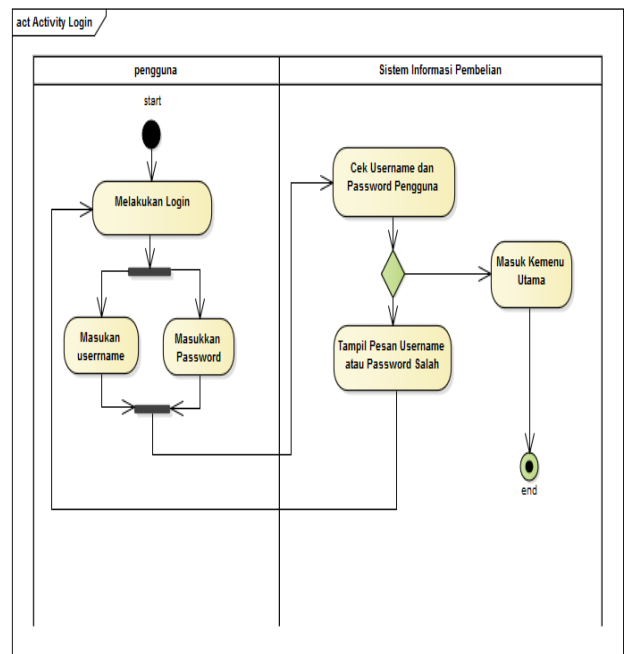 act Activity Login
pengguna
Sistem Informasi Pembelian
start
Melakukan Login
Masukan
userrname
Masukkan
Password
Cek Username dan
Password Pengguna
Masuk Kemenu
Utama
Tampil Pesan Username
atau Password Salah
end